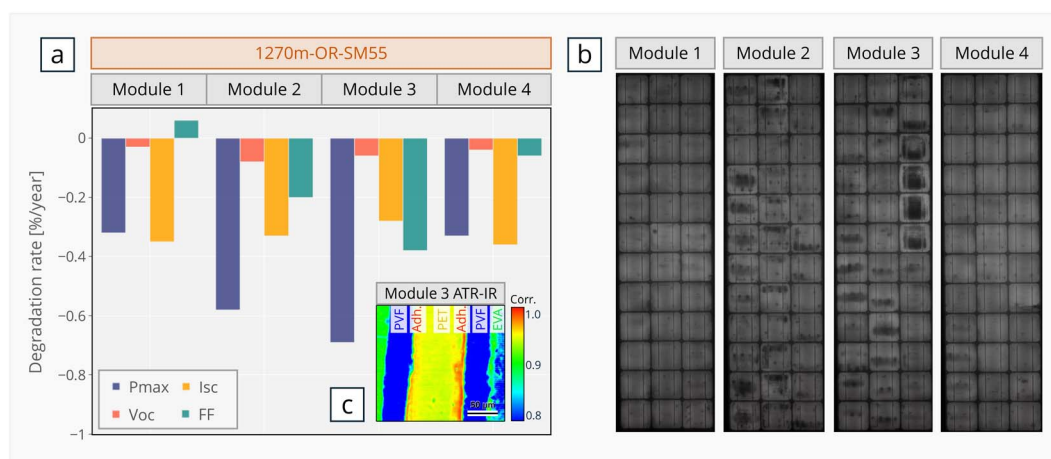 a
1270m-OR-SM55
Module 1 Module 2 Module 3 Module 4
Degradation rate [%/year]
0
−0.2
−0.4
−0.6
−0.8
−1
Pmax Isc
Voc FF
c
Module 3 ATR-IR
PVF Adh. PET Adh. PVF EVA
50 µm
Corr.
1.0
0.9
0.8
b
Module 1 Module 2 Module 3 Module 4